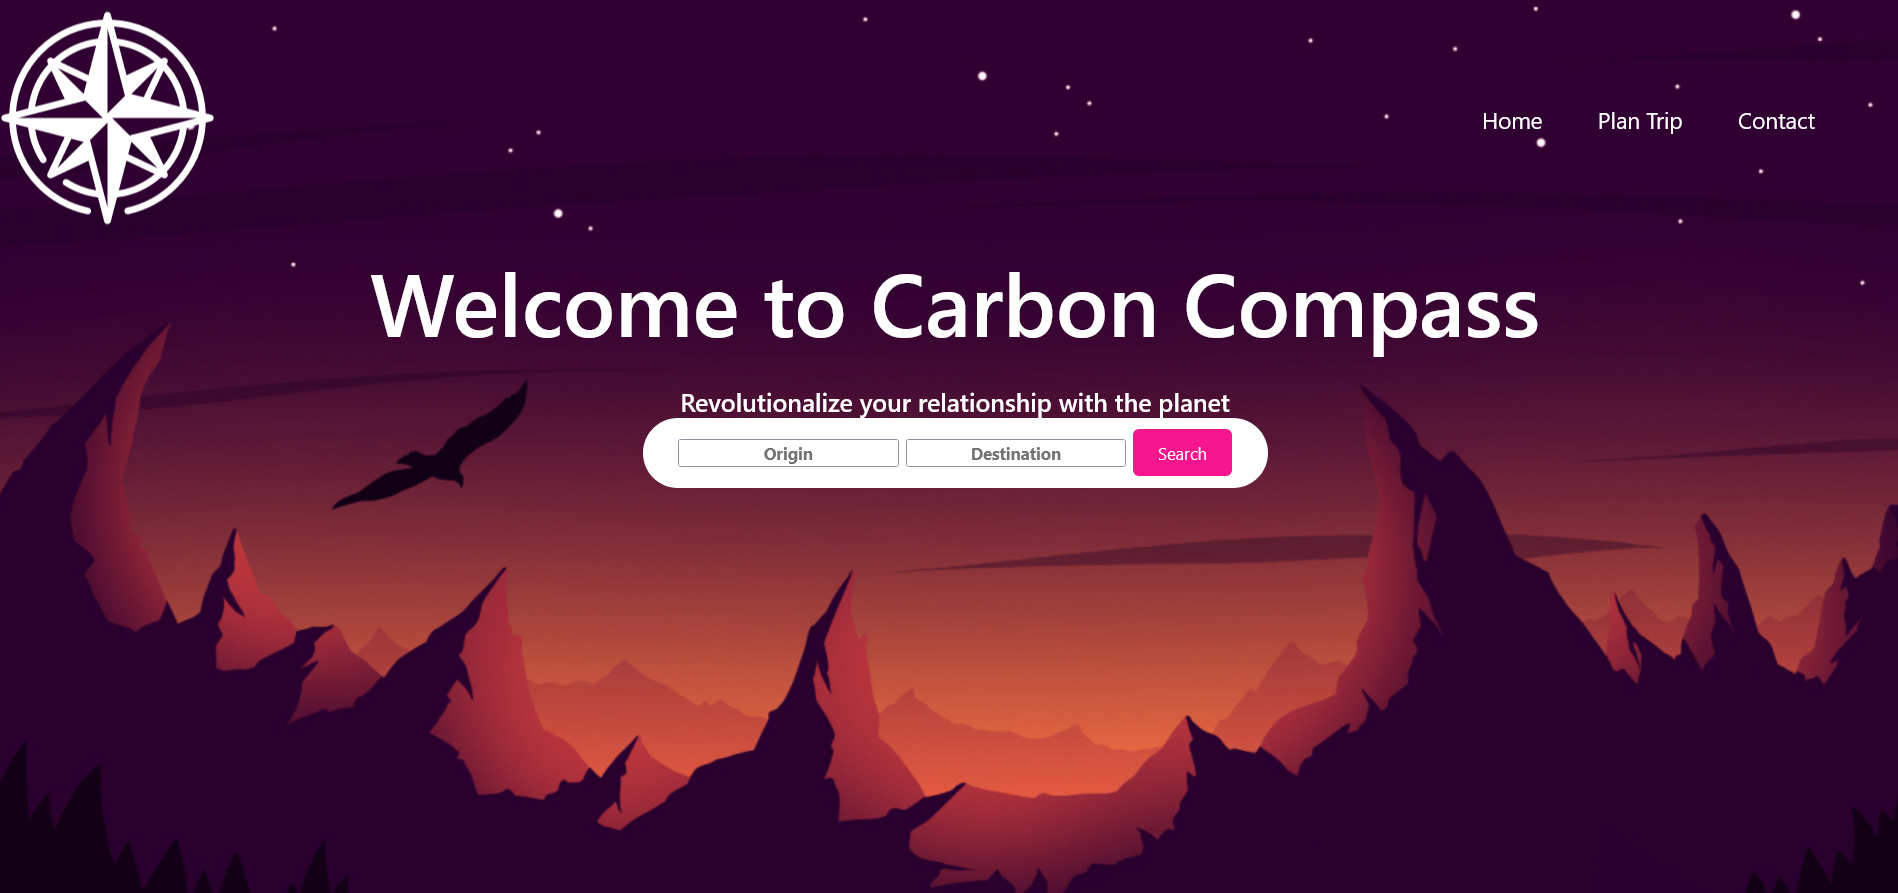 Home Plan Trip Contact
Welcome to Carbon Compass
Revolutionalize your relationship with the planet
Origin Destination Search